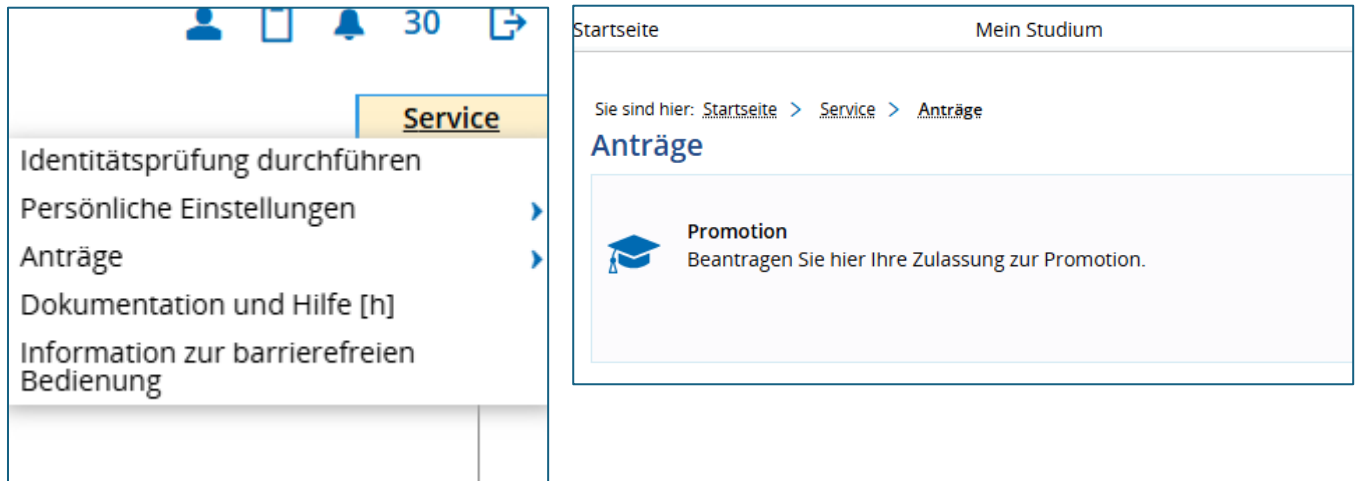 30
Service
Identitätsprüfung durchführen
Persönliche Einstellungen
Anträge
Dokumentation und Hilfe [h]
Information zur barrierefreien
Bedienung
Startseite
Mein Studium
Sie sind hier: Startseite > Service > Anträge
Anträge
Promotion
Beantragen Sie hier Ihre Zulassung zur Promotion.